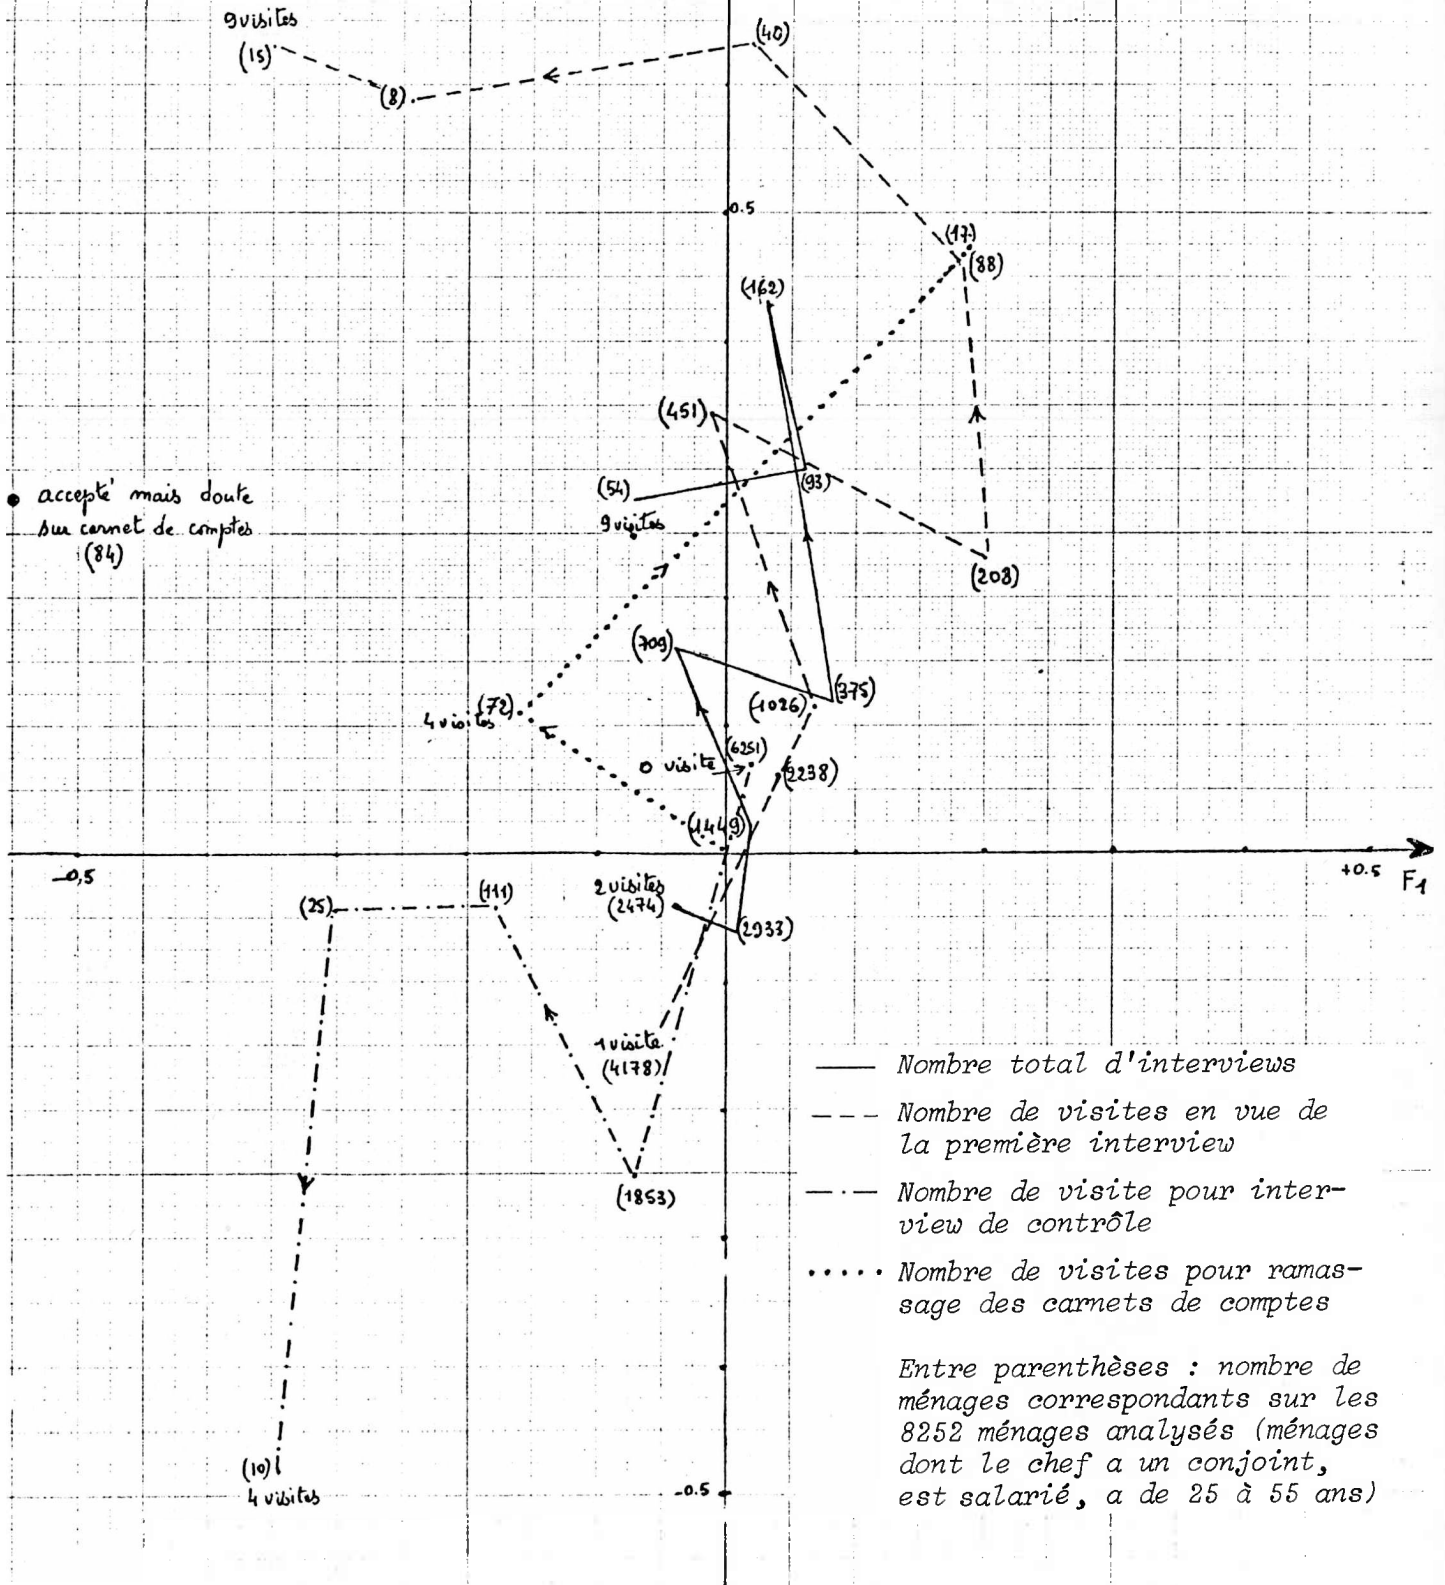 9 visites
(15)
(40)
(8)
0.5
(17)
(88)
(162)
(451)
(93)
(54)
9 visites
accepté mais doute
sur carnet de comptes
(84)
(208)
(709)
(375)
(72)
4 visites
(1026)
(6251)
0 visite
(2238)
(1449)
-0,5
+0.5
F1
2 visites
(2474)
(111)
(25)
(2933)
1 visite
(4178)
(1853)
(10)
4 visites
-0.5
Nombre total d'interviews
Nombre de visites en vue de
la première interview
Nombre de visite pour inter-
view de contrôle
Nombre de visites pour ramas-
sage des carnets de comptes
Entre parenthèses : nombre de
ménages correspondants sur les
8252 ménages analysés (ménages
dont le chef a un conjoint,
est salarié, a de 25 à 55 ans)